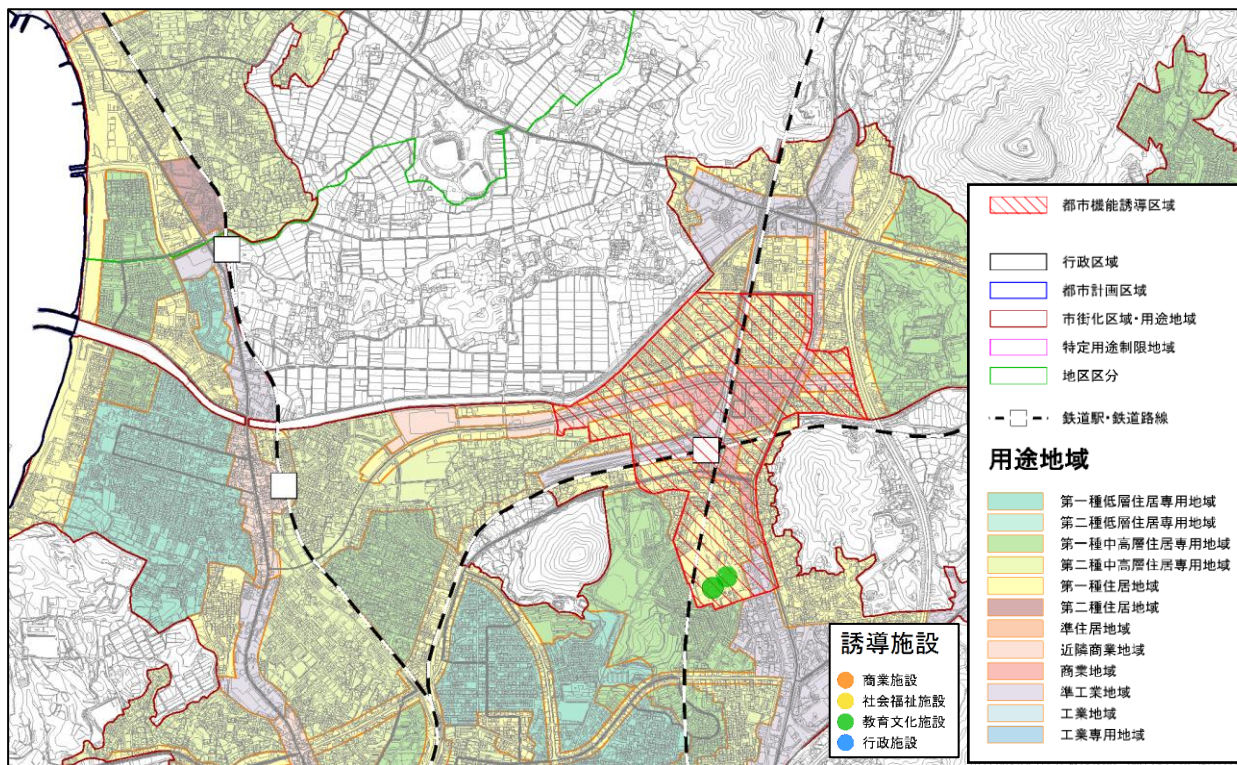 都市機能誘導区域
行政区域
都市計画区域
市街化区域・用途地域
特定用途制限地域
地区区分
鉄道駅・鉄道路線
用途地域
第一種低層住居専用地域
第二種低層住居専用地域
第一種中高層住居専用地域
第二種中高層住居専用地域
第一種住居地域
第二種住居地域
準住居地域
近隣商業地域
商業地域
準工業地域
工業地域
工業専用地域
誘導施設
商業施設
社会福祉施設
教育文化施設
行政施設